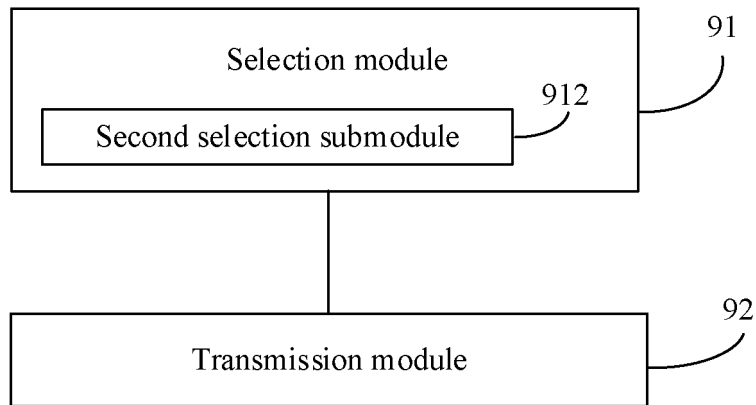 Selection module
91
912
Second selection submodule
92
Transmission module